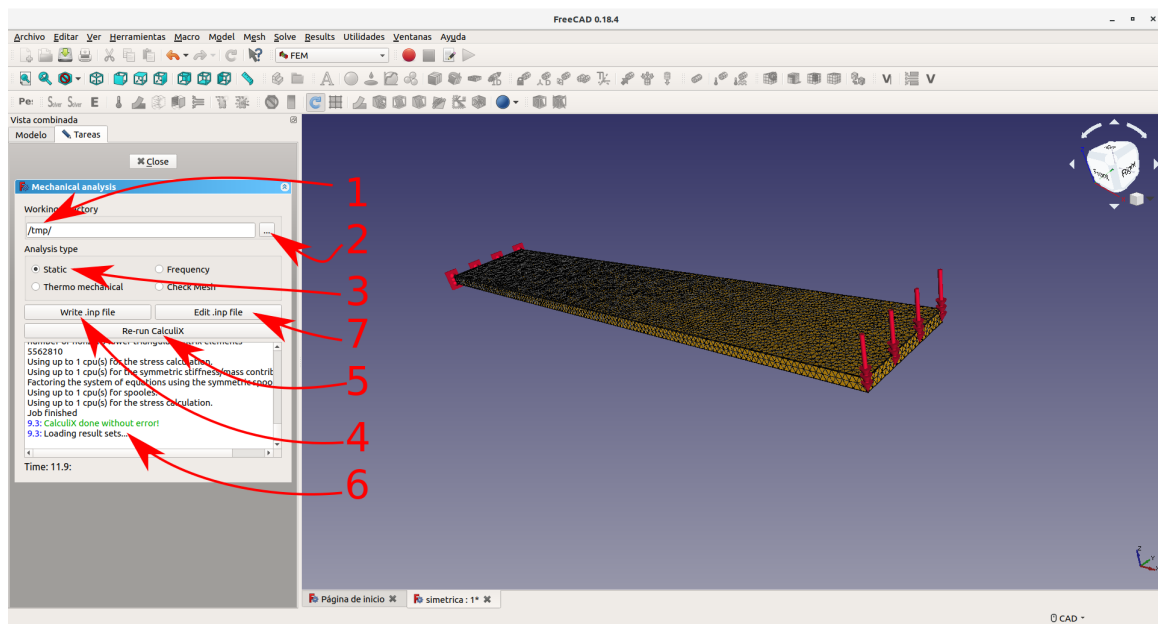 FreeCAD 0.18.4
Archivo Editar Ver Herramientas Macro Model Mesh Solve Results Utilidades Ventanas Ayuda
FEM
Vista combinada
Modelo Tareas
Close
Mechanical analysis
1
/tmp/
...
2
Analysis type
Static Frequency
Thermo mechanical Check Mesh
3
Write .inp file Edit .inp file
7
Re-run CalculiX
5562810
Using up to 1 cpu(s) for the stress calculation.
Using up to 1 cpu(s) for the symmetric stiffness/mass contrib
Factoring the system of equations using the symmetric spoo
Using up to 1 cpu(s) for spooles.
5
Using up to 1 cpu(s) for the stress calculation.
Job finished
9.3: CalculiX done without error!
9.3: Loading result sets...
4
Time: 11.9:
6
Z
Y
Página de inicio simetrica : 1*
CAD